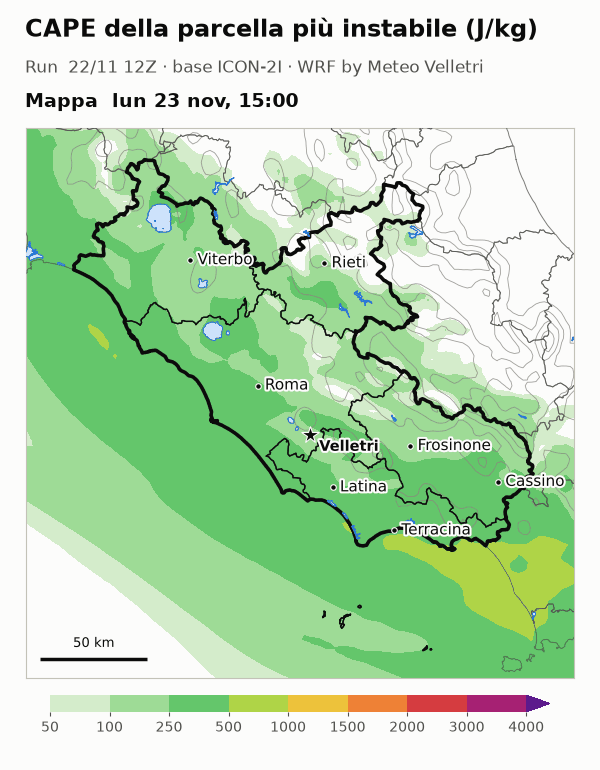 CAPE della parcella più instabile (J/kg)
Run  22/11 12Z · base ICON-2I · WRF by Meteo Velletri
Mappa  lun 23 nov, 15:00
Viterbo
Rieti
Roma
Velletri
Frosinone
Cassino
Latina
Terracina
50 km
50 100 250 500 1000 1500 2000 3000 4000